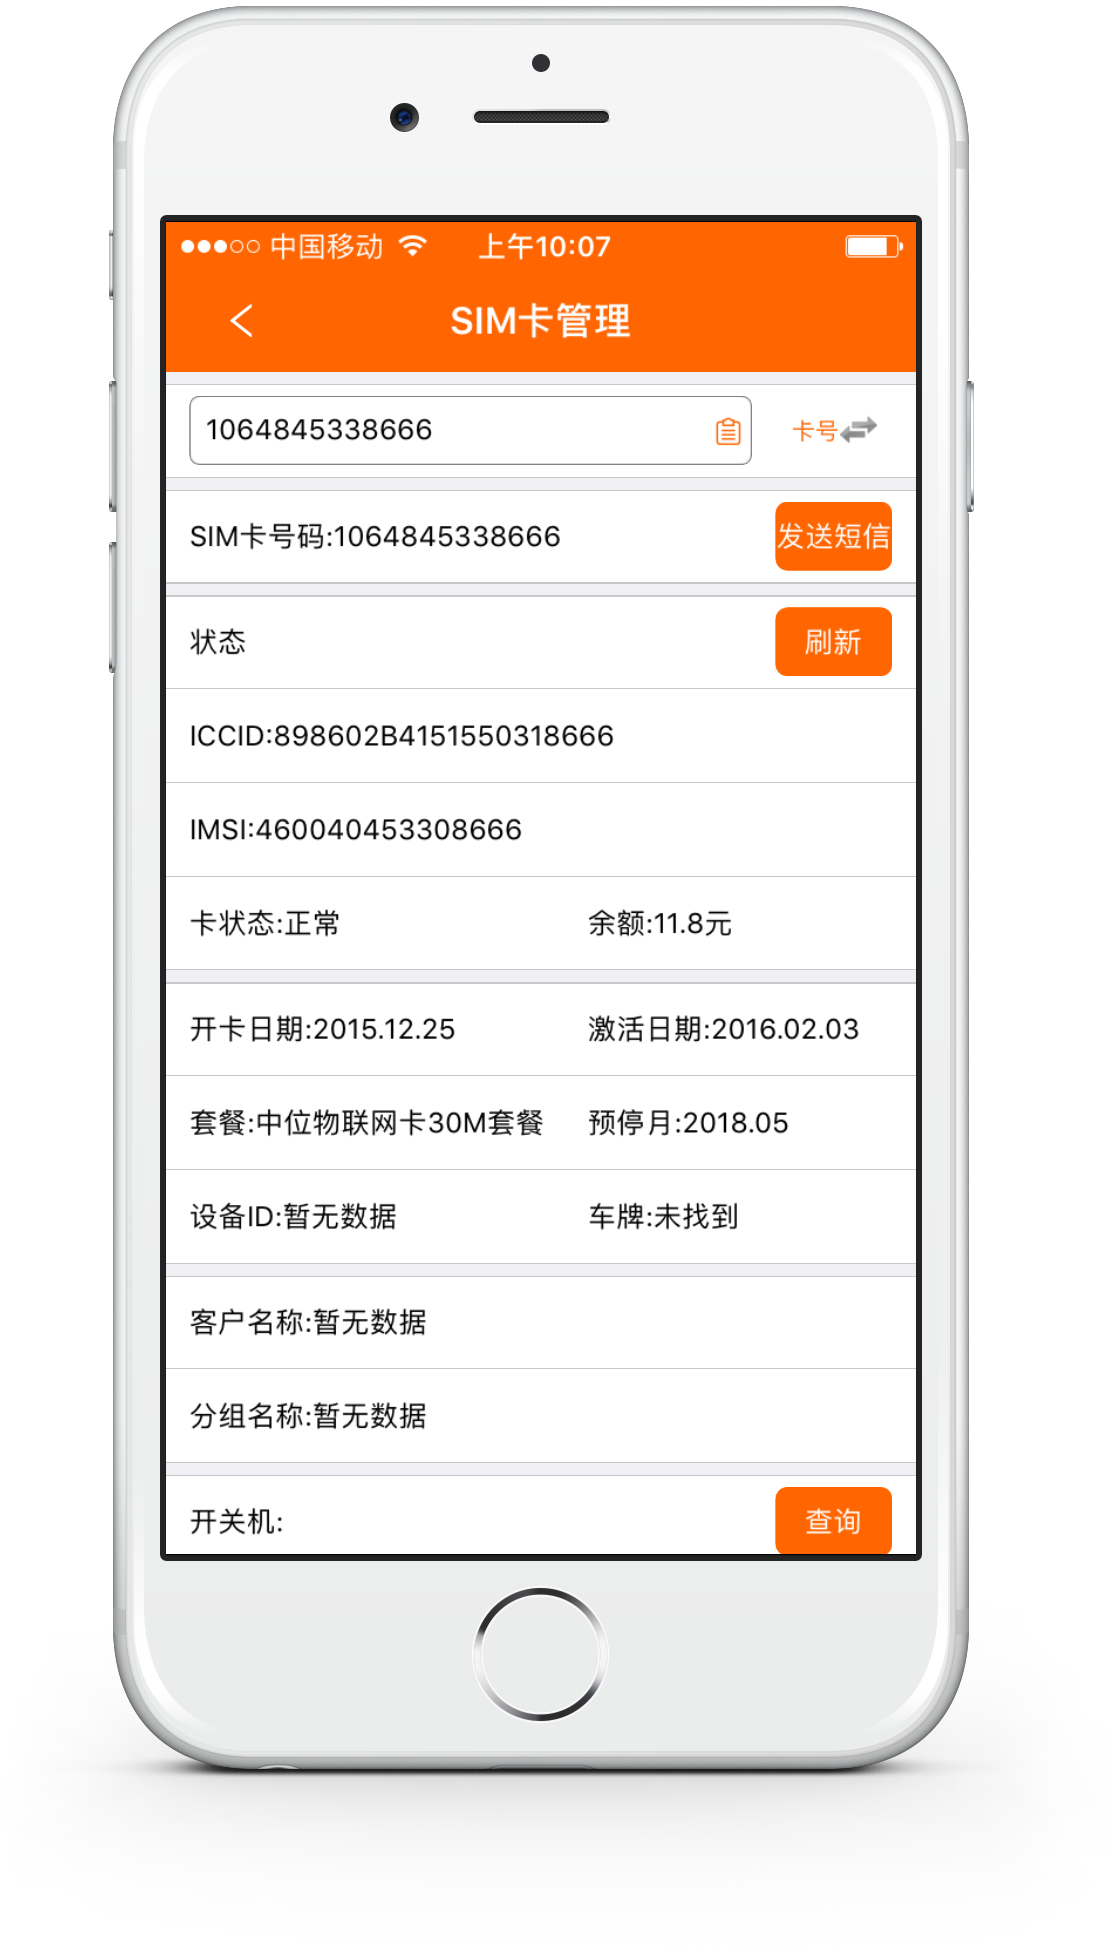 中国移动 上午10:07
SIM卡管理
1064845338666 卡号
SIM卡号码:1064845338666 发送短信
状态 刷新
ICCID:898602B4151550318666
IMSI:460040453308666
卡状态:正常 余额:11.8元
开卡日期:2015.12.25 激活日期:2016.02.03
套餐:中位物联网卡30M套餐 预停月:2018.05
设备ID:暂无数据 车牌:未找到
客户名称:暂无数据
分组名称:暂无数据
开关机: 查询